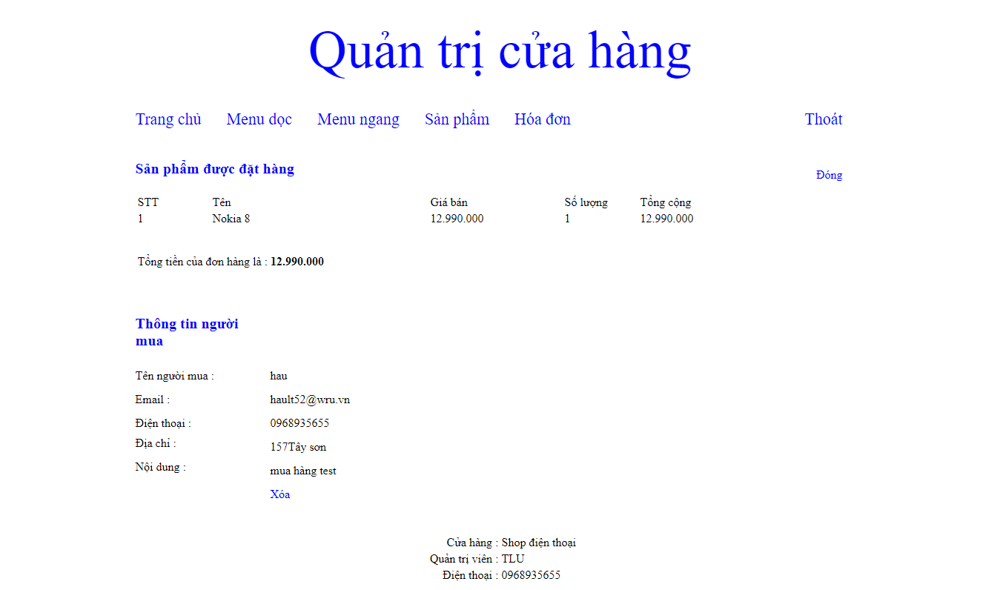 Quản trị cửa hàng
Trang chủ Menu dọc Menu ngang Sản phẩm Hóa đơn Thoát
Sản phẩm được đặt hàng
Đóng
STT Tên Giá bán Số lượng Tổng cộng
1 Nokia 8 12.990.000 1 12.990.000
Tổng tiền của đơn hàng là : 12.990.000
Thông tin người
mua
Tên người mua : hau
Email : hault52@wru.vn
Điện thoại : 0968935655
Địa chỉ : 157Tây sơn
Nội dung : mua hàng test
Xóa
Cửa hàng : Shop điện thoại
Quản trị viên : TLU
Điện thoại : 0968935655